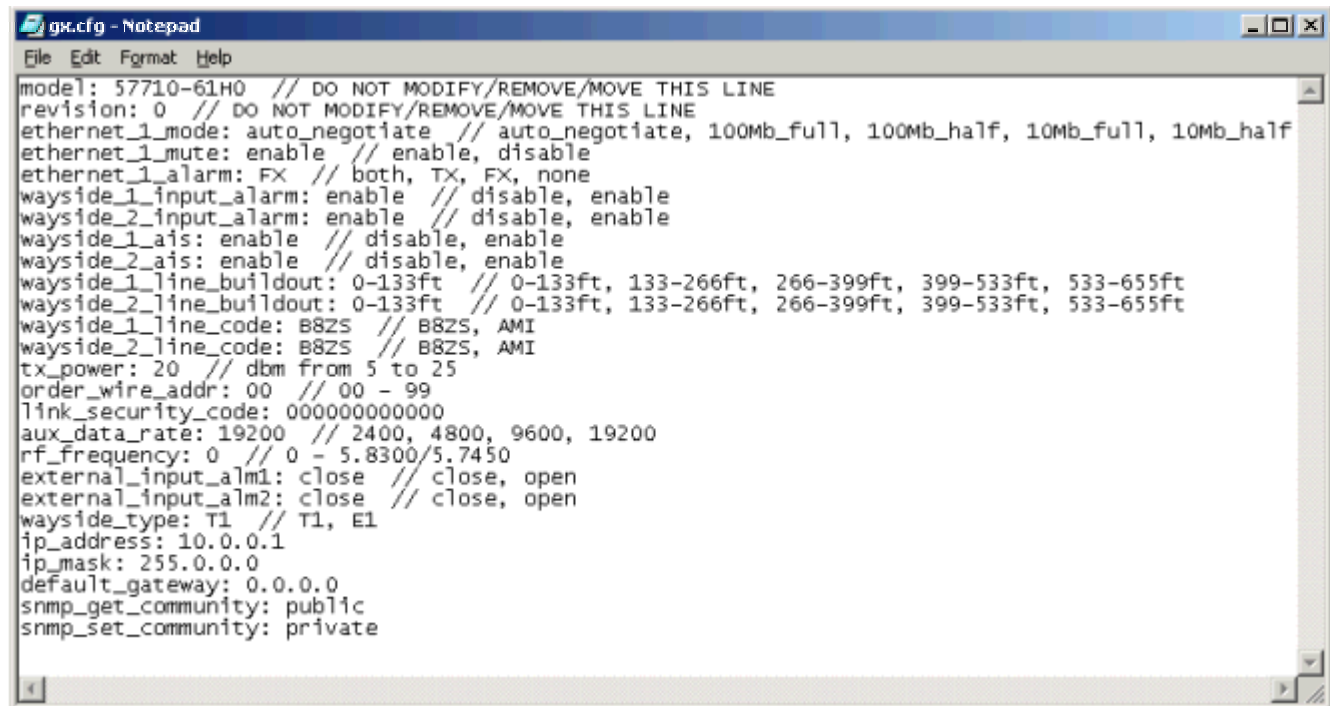 gx.cfg - Notepad
File Edit Format Help
model: 57710-61H0  // DO NOT MODIFY/REMOVE/MOVE THIS LINE
revision: 0  // DO NOT MODIFY/REMOVE/MOVE THIS LINE
ethernet_1_mode: auto_negotiate  // auto_negotiate, 100Mb_full, 100Mb_half, 10Mb_full, 10Mb_half
ethernet_1_mute: enable  // enable, disable
ethernet_1_alarm: FX  // both, TX, FX, none
wayside_1_input_alarm: enable  // disable, enable
wayside_2_input_alarm: enable  // disable, enable
wayside_1_ais: enable  // disable, enable
wayside_2_ais: enable  // disable, enable
wayside_1_line_buildout: 0-133ft  // 0-133ft, 133-266ft, 266-399ft, 399-533ft, 533-655ft
wayside_2_line_buildout: 0-133ft  // 0-133ft, 133-266ft, 266-399ft, 399-533ft, 533-655ft
wayside_1_line_code: B8ZS  // B8ZS, AMI
wayside_2_line_code: B8ZS  // B8ZS, AMI
tx_power: 20  // dbm from 5 to 25
order_wire_addr: 00  // 00 - 99
link_security_code: 000000000000
aux_data_rate: 19200  // 2400, 4800, 9600, 19200
rf_frequency: 0  // 0 - 5.8300/5.7450
external_input_alm1: close  // close, open
external_input_alm2: close  // close, open
wayside_type: T1  // T1, E1
ip_address: 10.0.0.1
ip_mask: 255.0.0.0
default_gateway: 0.0.0.0
snmp_get_community: public
snmp_set_community: private